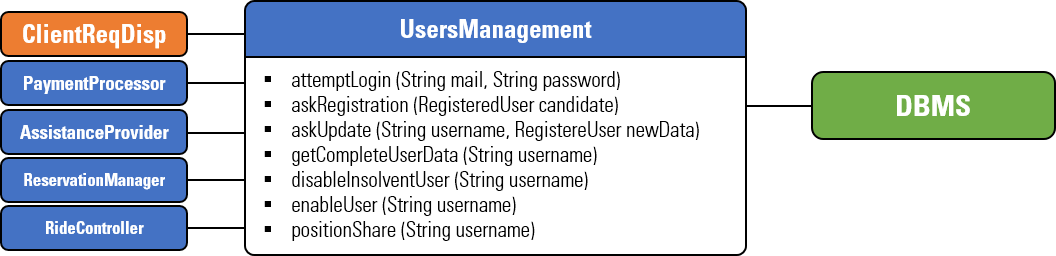 ClientReqDisp
PaymentProcessor
AssistanceProvider
ReservationManager
RideController
UsersManagement
▪ attemptLogin (String mail, String password)
▪ askRegistration (RegisteredUser candidate)
▪ askUpdate (String username, RegistereUser newData)
▪ getCompleteUserData (String username)
▪ disableInsolventUser (String username)
▪ enableUser (String username)
▪ positionShare (String username)
DBMS